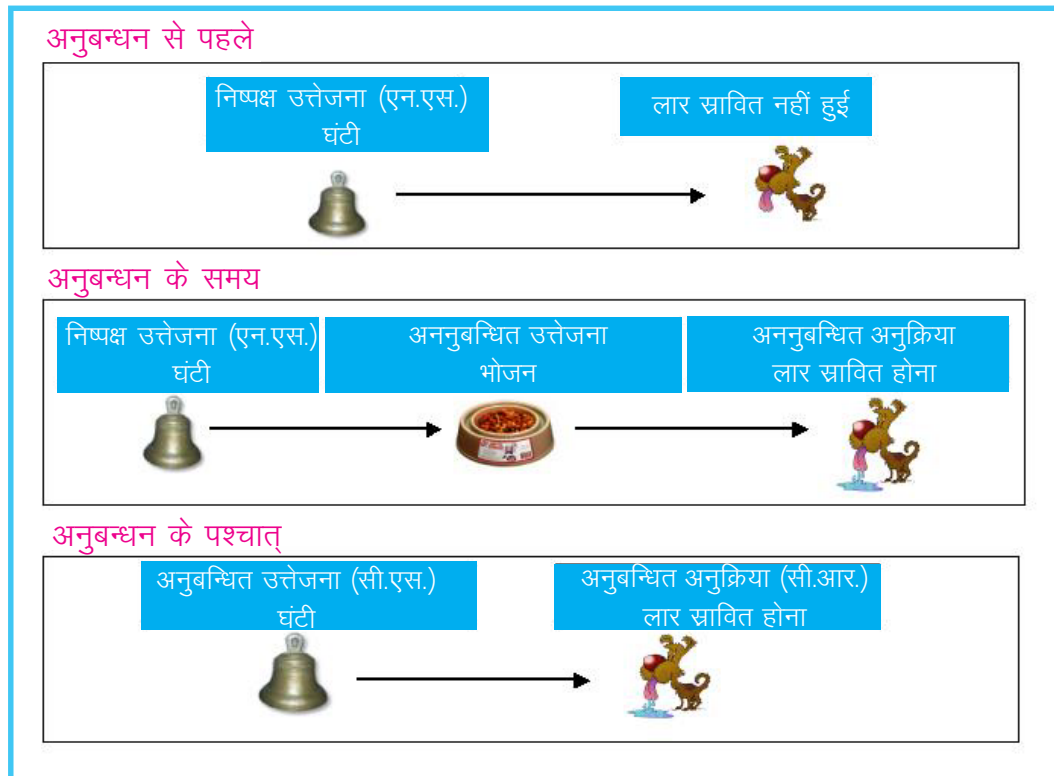 अनुबन्धन से पहले
निष्पक्ष उत्तेजना (एन.एस.)
घंटी
लार स्रावित नहीं हुई
अनुबन्धन के समय
निष्पक्ष उत्तेजना (एन.एस.)
घंटी
अननुबन्धित उत्तेजना
भोजन
अननुबन्धित अनुक्रिया
लार स्रावित होना
अनुबन्धन के पश्चात्
अनुबन्धित उत्तेजना (सी.एस.)
घंटी
अनुबन्धित अनुक्रिया (सी.आर.)
लार स्रावित होना